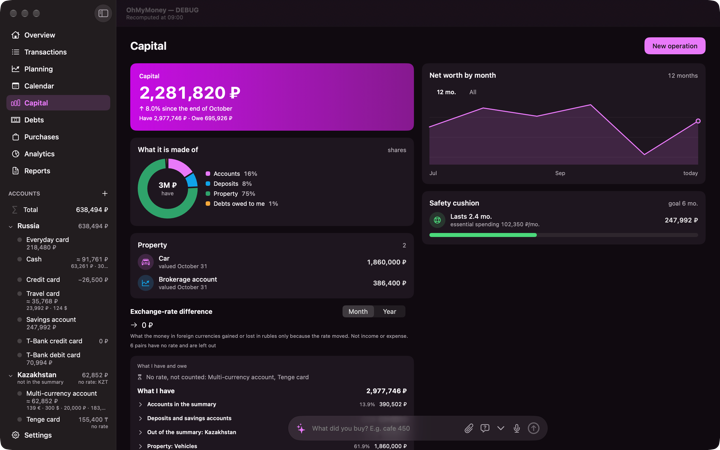 OhMyMoney — DEBUG
Recomputed at 09:00
Overview
Transactions
Planning
Calendar
Capital
Debts
Purchases
Analytics
Reports
ACCOUNTS
Total 638,494 ₽
Russia 638,494 ₽
Everyday card
218,480 ₽
Cash ≈ 91,761 ₽
63,261 ₽ · 30…
Credit card −26,500 ₽
Travel card
≈ 35,768 ₽
23,992 ₽ · 124 $
Savings account
247,992 ₽
T-Bank credit card 0 ₽
T-Bank debit card
70,994 ₽
Kazakhstan 62,852 ₽
not in the summary no rate: KZT
Multi-currency account
≈ 62,852 ₽
139 € · 300 $ · 20,000 ₽ · 183,…
Tenge card 155,400 ₸
no rate
Settings
Capital
New operation
Capital
2,281,820 ₽
↑ 8.0% since the end of October
Have 2,977,746 ₽ · Owe 695,926 ₽
What it is made of shares
3M ₽
have
Accounts 16%
Deposits 8%
Property 75%
Debts owed to me 1%
Property 2
Car
valued October 31
1,860,000 ₽
Brokerage account
valued October 31
386,400 ₽
Exchange-rate difference
Month Year
→ 0 ₽
What the money in foreign currencies gained or lost in rubles only because the rate moved. Not income or expense.
6 pairs have no rate and are left out
What I have and owe
No rate, not counted: Multi-currency account, Tenge card
What I have 2,977,746 ₽
Accounts in the summary 13.9% 390,502 ₽
Deposits and savings accounts
Out of the summary: Kazakhstan
Property: Vehicles 61.9% 1,860,000 ₽
Net worth by month 12 months
12 mo. All
Jul Sep today
Safety cushion goal 6 mo.
Lasts 2.4 mo.
essential spending 102,350 ₽/mo.
247,992 ₽
What did you buy? E.g. cafe 450